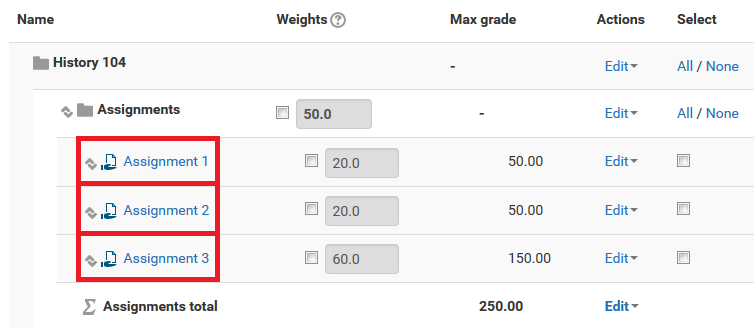 Name Weights ? Max grade Actions Select
History 104 - Edit All / None
Assignments 50.0 - Edit All / None
Assignment 1 20.0 50.00 Edit
Assignment 2 20.0 50.00 Edit
Assignment 3 60.0 150.00 Edit
Σ Assignments total 250.00 Edit